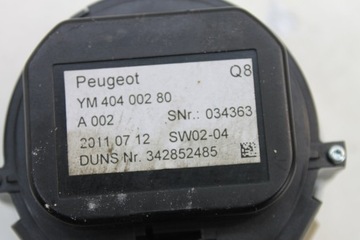 Peugeot Q8
YM 404 002 80
A 002 SNr.: 034363
2011 07 12 SW02-04
DUNS Nr. 342852485